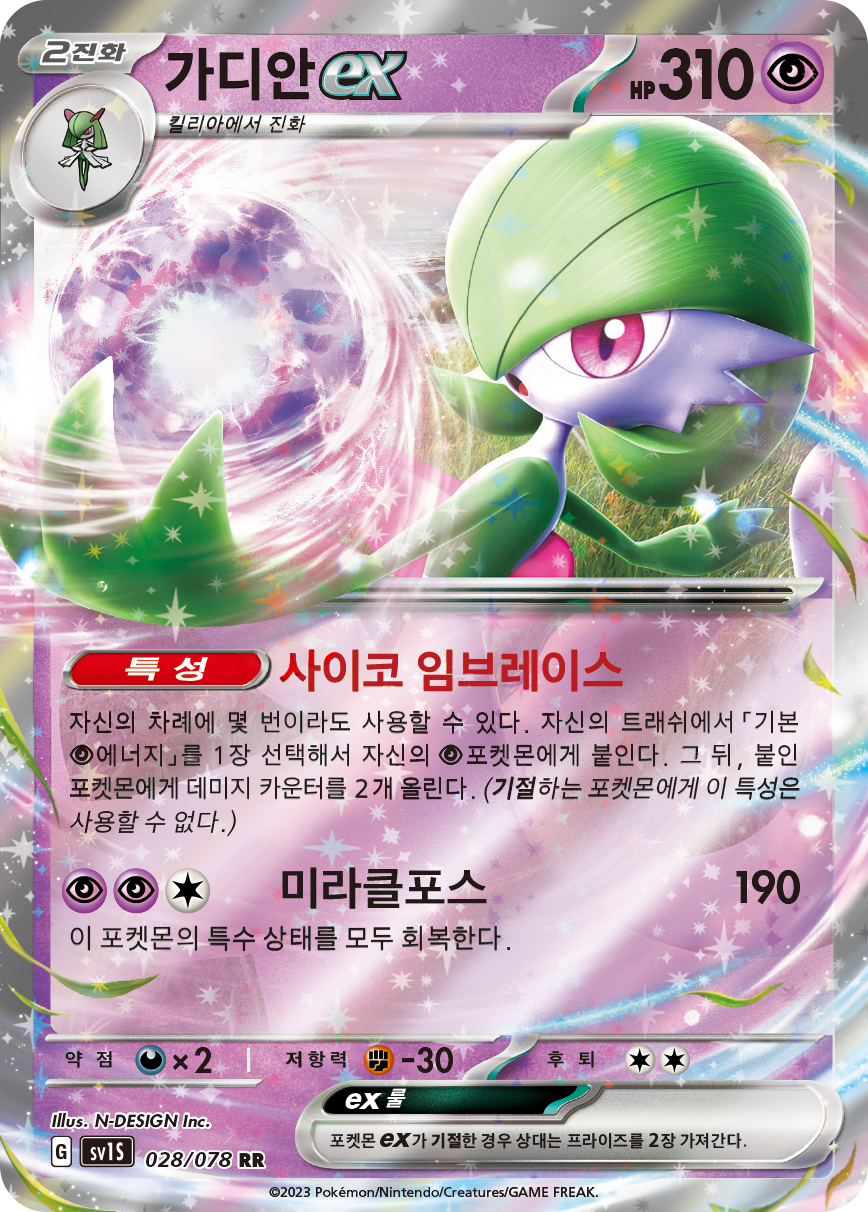 2진화
가디안ex
HP310
킬리아에서 진화
특성 사이코 임브레이스
자신의 차례에 몇 번이라도 사용할 수 있다. 자신의 트래쉬에서 「기본
에너지」를 1장 선택해서 자신의 포켓몬에게 붙인다. 그 뒤, 붙인
포켓몬에게 데미지 카운터를 2개 올린다. (기절하는 포켓몬에게 이 특성은
사용할 수 없다.)
미라클포스 190
이 포켓몬의 특수 상태를 모두 회복한다.
약점 ×2 저항력 -30 후퇴
ex룰
포켓몬 ex가 기절한 경우 상대는 프라이즈를 2장 가져간다.
Illus. N-DESIGN Inc.
G SV1S 028/078 RR
©2023 Pokémon/Nintendo/Creatures/GAME FREAK.